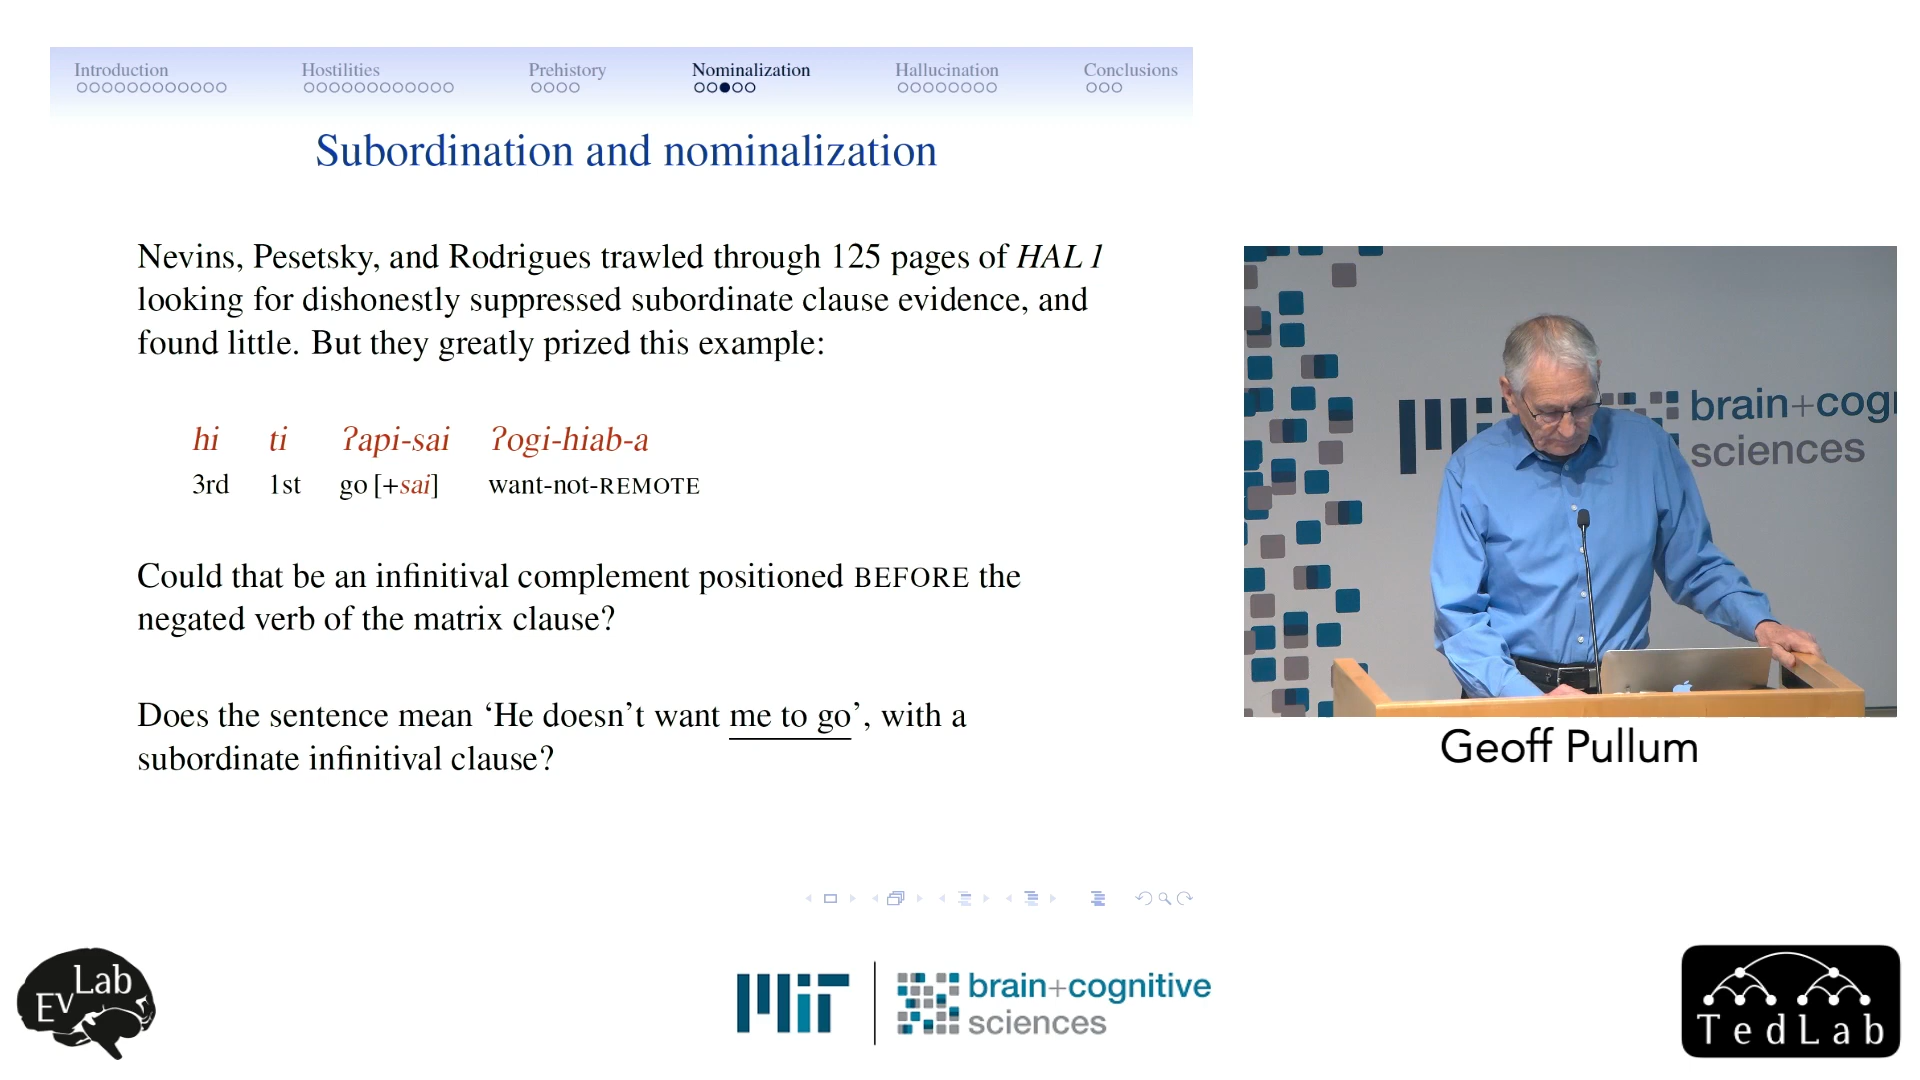 Introduction Hostilities Prehistory Nominalization Hallucination Conclusions
Subordination and nominalization
Nevins, Pesetsky, and Rodrigues trawled through 125 pages of HAL 1
looking for dishonestly suppressed subordinate clause evidence, and
found little. But they greatly prized this example:
hi ti ʔapi-sai ʔogi-hiab-a
3rd 1st go [+sai] want-not-REMOTE
Could that be an infinitival complement positioned BEFORE the
negated verb of the matrix clause?
Does the sentence mean ‘He doesn’t want me to go’, with a
subordinate infinitival clause?
brain+cogn
sciences
Geoff Pullum
EvLab
MIT
brain+cognitive
sciences
TedLab